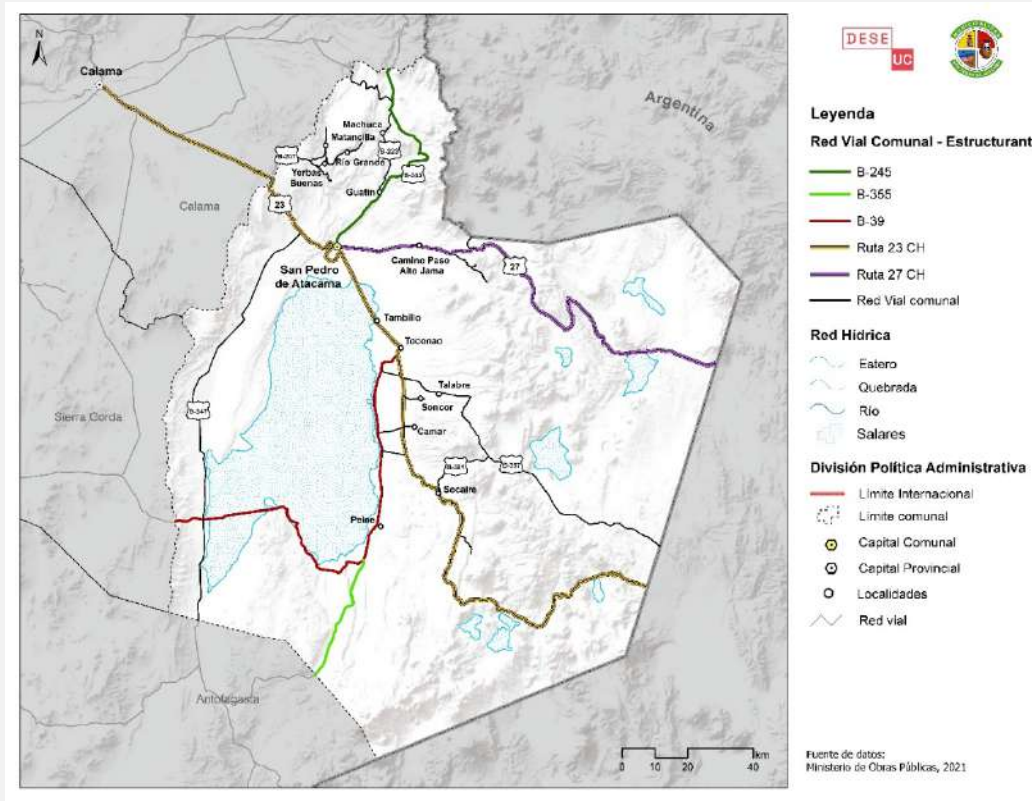 N
Calama
Argentina
Machuca
Matancilla
Río Grande
Yerbas
Buenas
Guatin
B-245
23
Calama
San Pedro
de Atacama
Camino Paso
Alto Jama
27
Tambillo
Toconao
Talabre
Soncor
Camar
Socaire
Peine
Sierra Gorda
Antofagasta
0 10 20 40
km
DESE
UC
Leyenda
Red Vial Comunal - Estructurant
B-245
B-355
B-39
Ruta 23 CH
Ruta 27 CH
Red Vial comunal
Red Hídrica
Estero
Quebrada
Río
Salares
División Política Administrativa
Límite Internacional
Límite comunal
Capital Comunal
Capital Provincial
Localidades
Red vial
Fuente de datos:
Ministerio de Obras Públicas, 2021